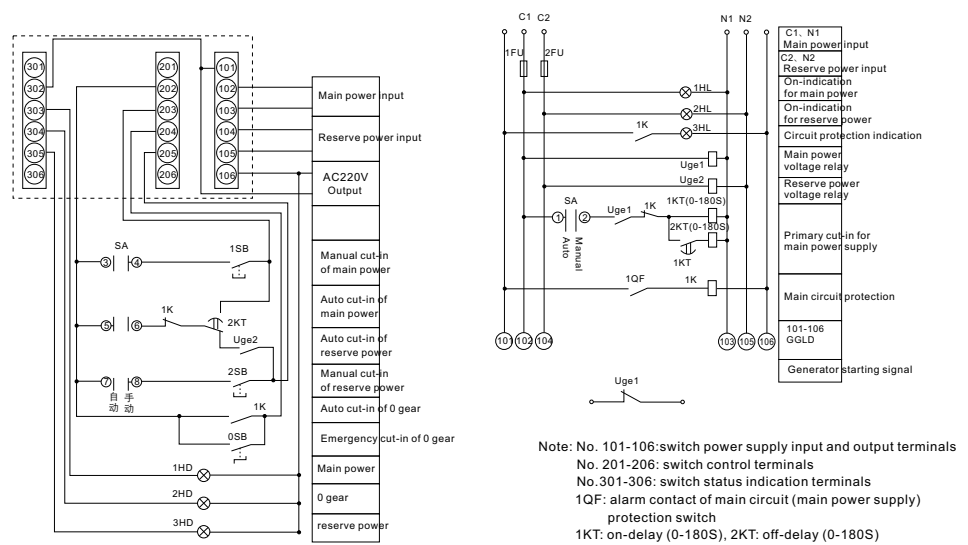 301
302
303
304
305
306
201
202
203
204
205
206
101
102
103
104
105
106
Main power input
Reserve power input
AC220V
Output
Manual cut-in
of main power
Auto cut-in of
main power
Auto cut-in of
reserve power
Manual cut-in
of reserve power
Auto cut-in of 0 gear
Emergency cut-in of 0 gear
Main power
0 gear
reserve power
SA
3
4
1SB
5
6
1K
2KT
Uge2
7
8
2SB
自动
手动
1K
0SB
1HD
2HD
3HD
C1 C2
N1 N2
1FU
2FU
1HL
2HL
1K
3HL
Uge1
Uge2
SA
1
2
Auto
Manual
Uge1
1K
1KT(0-180S)
2KT(0-180S)
1KT
1QF
1K
101
102
104
103
105
106
C1、N1
Main power input
C2、N2
Reserve power input
On-indication
for main power
On-indication
for reserve power
Circuit protection indication
Main power
voltage relay
Reserve power
voltage relay
Primary cut-in for
main power supply
Main circuit protection
101-106
GGLD
Generator starting signal
Uge1
Note: No. 101-106:switch power supply input and output terminals
No. 201-206: switch control terminals
No.301-306: switch status indication terminals
1QF: alarm contact of main circuit (main power supply)
protection switch
1KT: on-delay (0-180S), 2KT: off-delay (0-180S)